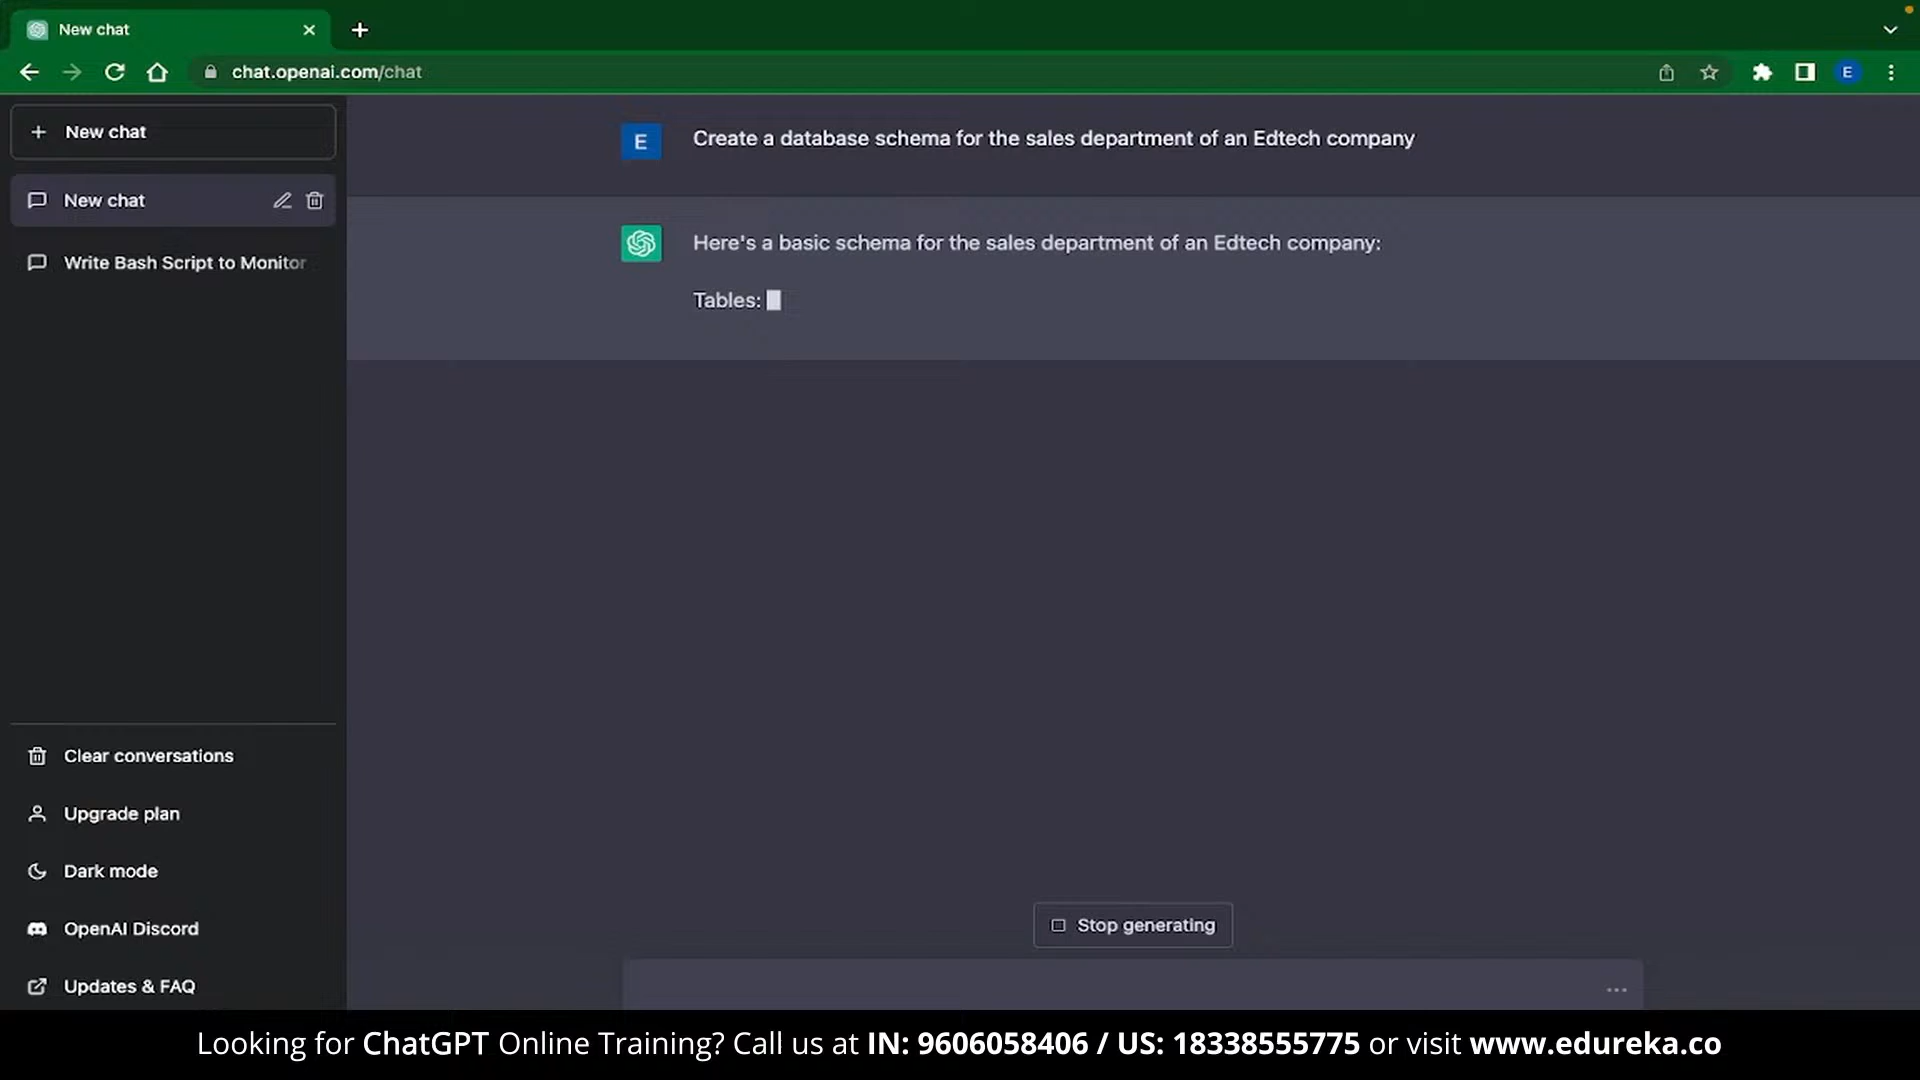 New chat
chat.openai.com/chat
E
New chat
New chat
Write Bash Script to Monitor
E
Create a database schema for the sales department of an Edtech company
Here's a basic schema for the sales department of an Edtech company:
Tables:
Clear conversations
Upgrade plan
Dark mode
OpenAI Discord
Updates & FAQ
Stop generating
Looking for ChatGPT Online Training? Call us at IN: 9606058406 / US: 18338555775 or visit www.edureka.co